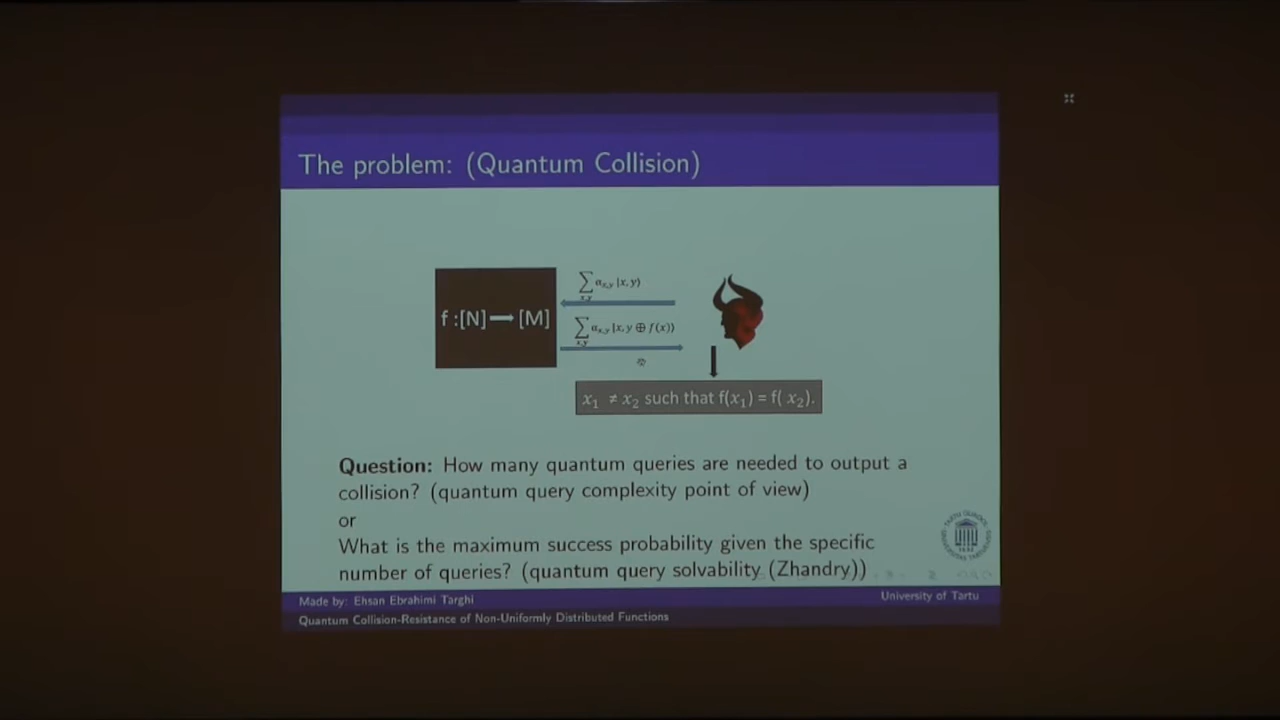 The problem: (Quantum Collision)
∑ αx,y |x, y⟩
x,y
f :[N] → [M]
∑ αx,y |x, y ⊕ f(x)⟩
x,y
x1 ≠ x2 such that f(x1) = f( x2).
Question: How many quantum queries are needed to output a
collision? (quantum query complexity point of view)
or
What is the maximum success probability given the specific
number of queries? (quantum query solvability (Zhandry))
Made by: Ehsan Ebrahimi Targhi
University of Tartu
Quantum Collision-Resistance of Non-Uniformly Distributed Functions